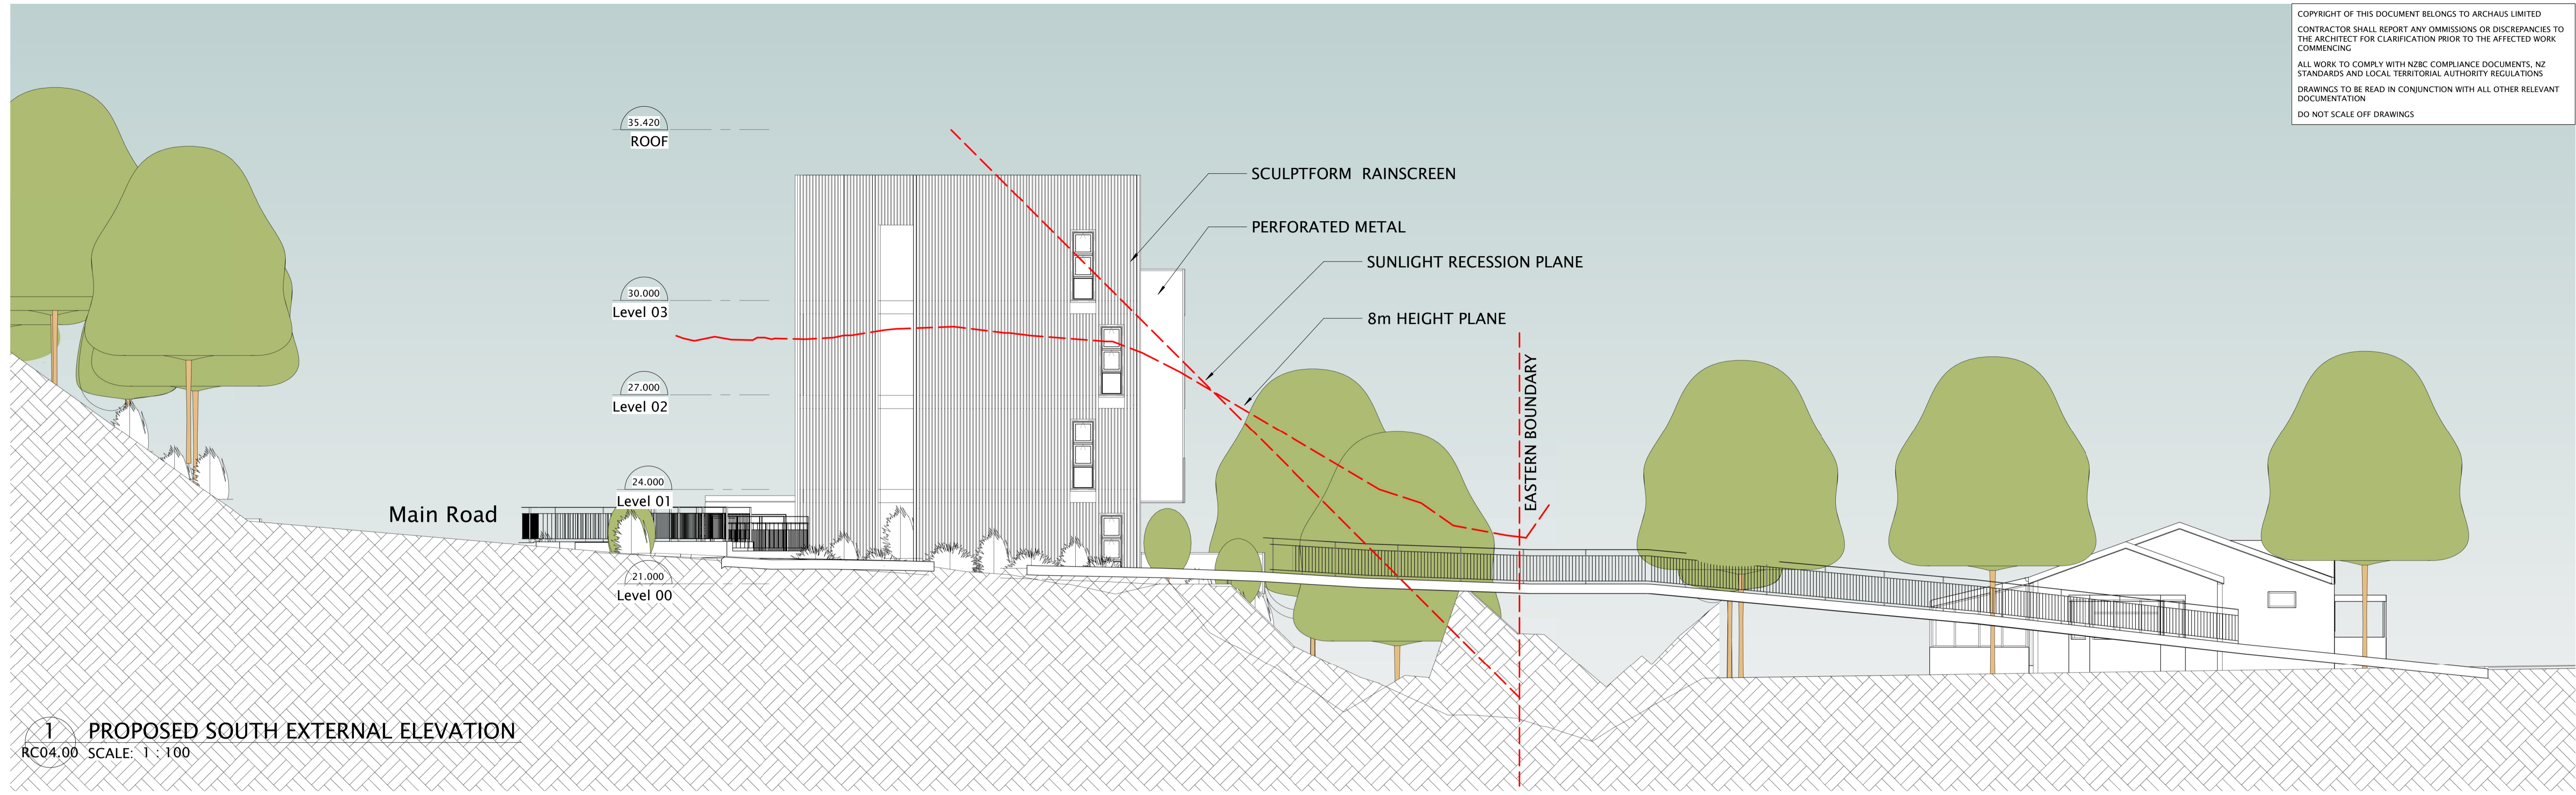 COPYRIGHT OF THIS DOCUMENT BELONGS TO ARCHAUS LIMITED
CONTRACTOR SHALL REPORT ANY OMMISSIONS OR DISCREPANCIES TO
THE ARCHITECT FOR CLARIFICATION PRIOR TO THE AFFECTED WORK
COMMENCING
ALL WORK TO COMPLY WITH NZBC COMPLIANCE DOCUMENTS, NZ
STANDARDS AND LOCAL TERRITORIAL AUTHORITY REGULATIONS
DRAWINGS TO BE READ IN CONJUNCTION WITH ALL OTHER RELEVANT
DOCUMENTATION
DO NOT SCALE OFF DRAWINGS
35.420
ROOF
SCULPTFORM RAINSCREEN
PERFORATED METAL
SUNLIGHT RECESSION PLANE
30.000
Level 03
8m HEIGHT PLANE
27.000
Level 02
EASTERN BOUNDARY
24.000
Level 01
Main Road
21.000
Level 00
1
PROPOSED SOUTH EXTERNAL ELEVATION
RC04.00
SCALE: 1 : 100